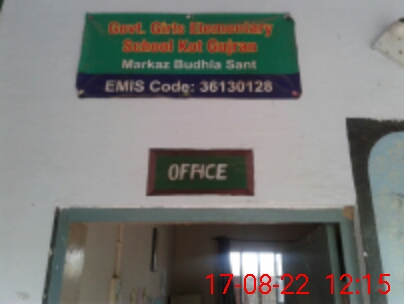 Govt. Girls Elementary
School Kot Gujran
Markaz Budhla Sant
EMIS Code: 36130128
OFFICE
17-08-22 12:15